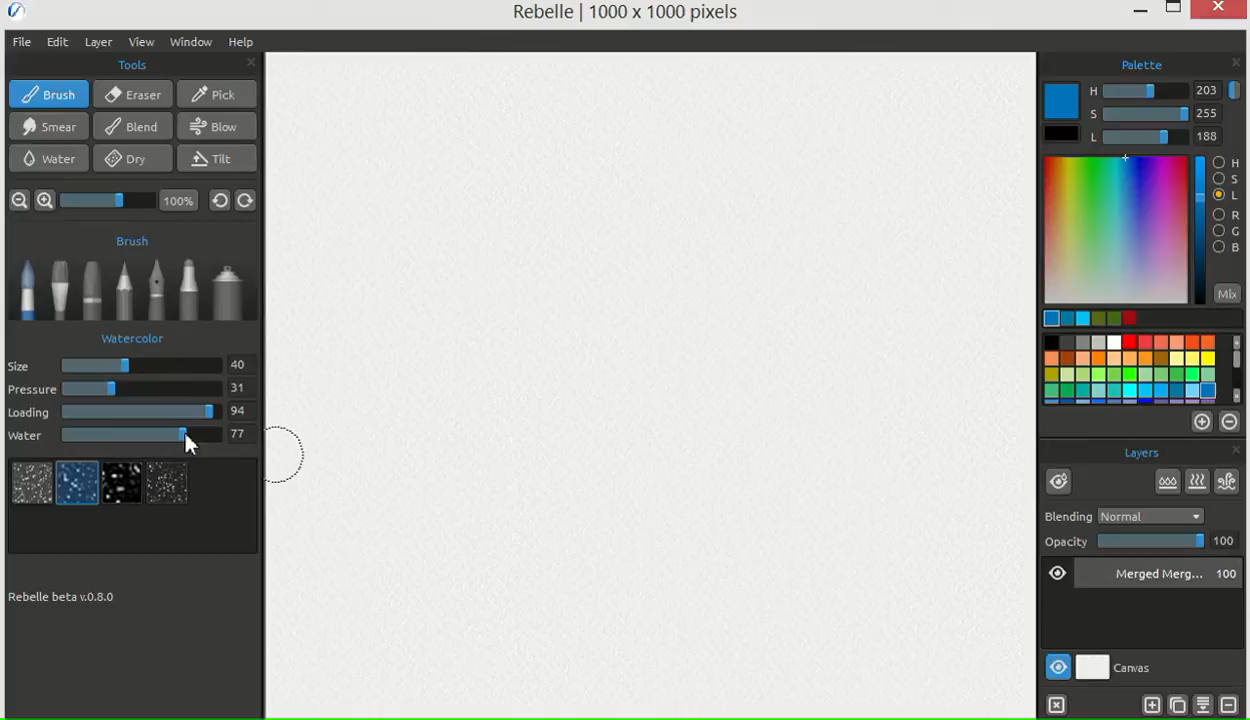 Rebelle | 1000 x 1000 pixels
File Edit Layer View Window Help
Tools
Brush Eraser Pick
Smear Blend Blow
Water Dry Tilt
100%
Brush
Watercolor
Size 40
Pressure 31
Loading 94
Water 77
Rebelle beta v.0.8.0
Palette
H 203
S 255
L 188
H
S
L
R
G
B
Mix
Layers
Blending Normal
Opacity 100
Merged Merg... 100
Canvas